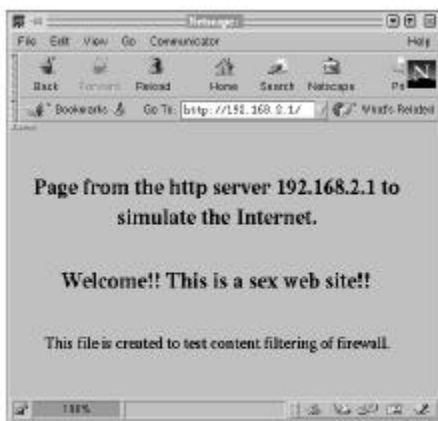 Netscape:
File Edit View Go Communicator Help
Back Forward Reload Home Search Netscape
Bookmarks Go To: http://192.168.2.1/ What's Related
Page from the http server 192.168.2.1 to
simulate the Internet.
Welcome!! This is a sex web site!!
This file is created to test content filtering of firewall.
100%